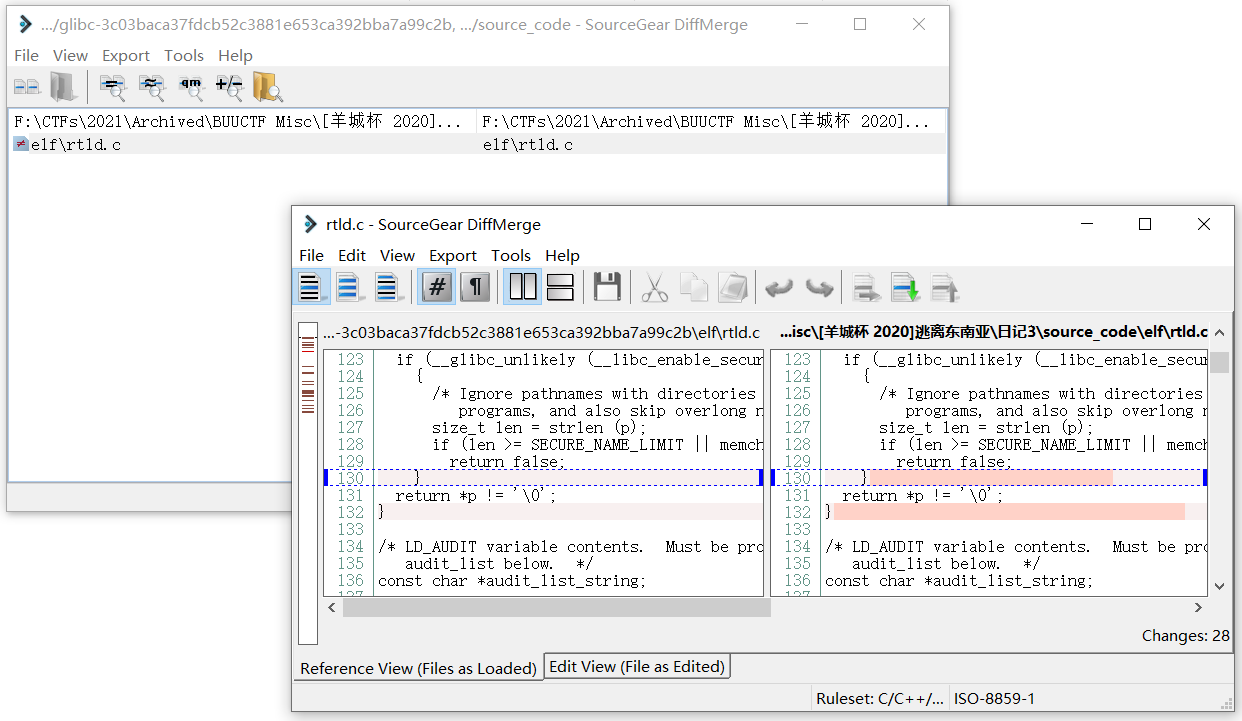 .../glibc-3c03baca37fdcb52c3881e653ca392bba7a99c2b, .../source_code - SourceGear DiffMerge
File View Export Tools Help
F:\CTFs\2021\Archived\BUUCTF Misc\[羊城杯 2020]... F:\CTFs\2021\Archived\BUUCTF Misc\[羊城杯 2020]...
elf\rtld.c elf\rtld.c
rtld.c - SourceGear DiffMerge
File Edit View Export Tools Help
...-3c03baca37fdcb52c3881e653ca392bba7a99c2b\elf\rtld.c ...isc\[羊城杯 2020]逃离东南亚\日记3\source_code\elf\rtld.c
123 if (__glibc_unlikely (__libc_enable_secur 123 if (__glibc_unlikely (__libc_enable_secu
124 { 124 {
125 /* Ignore pathnames with directories 125 /* Ignore pathnames with directories
126 programs, and also skip overlong n 126 programs, and also skip overlong n
127 size_t len = strlen (p); 127 size_t len = strlen (p);
128 if (len >= SECURE_NAME_LIMIT || memch 128 if (len >= SECURE_NAME_LIMIT || memch
129 return false; 129 return false;
130 } 130 }
131 return *p != '\0'; 131 return *p != '\0';
132 } 132 }
133 133
134 /* LD_AUDIT variable contents.  Must be pro 134 /* LD_AUDIT variable contents.  Must be pro
135 audit_list below.  */ 135 audit_list below.  */
136 const char *audit_list_string; 136 const char *audit_list_string;
137 137
Changes: 28
Reference View (Files as Loaded) Edit View (File as Edited)
Ruleset: C/C++/... ISO-8859-1